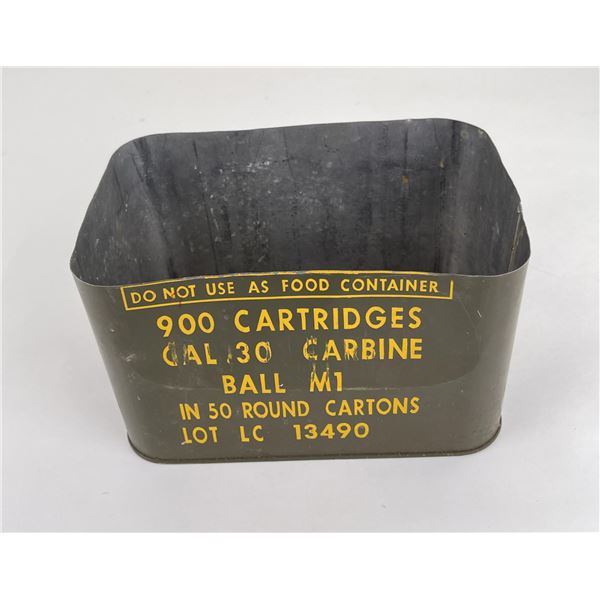 DO NOT USE AS FOOD CONTAINER
900 CARTRIDGES
CAL .30 CARBINE
BALL M1
IN 50 ROUND CARTONS
LOT LC 13490